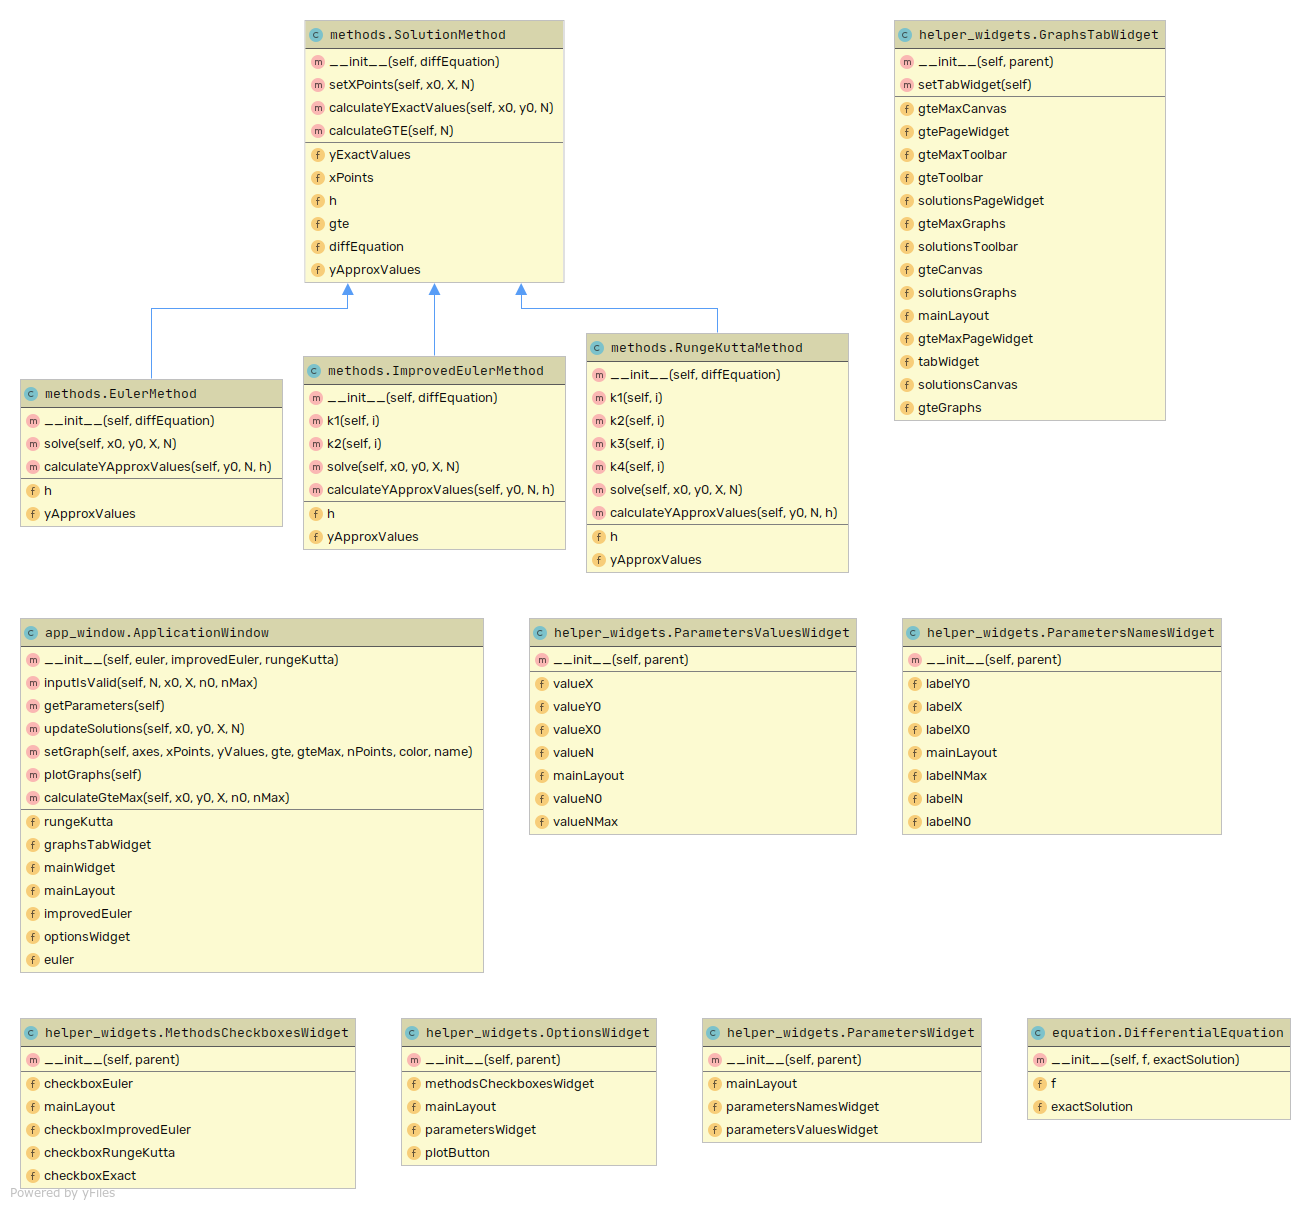 methods.SolutionMethod
__init__(self, diffEquation)
setXPoints(self, x0, X, N)
calculateYExactValues(self, x0, y0, N)
calculateGTE(self, N)
yExactValues
xPoints
h
gte
diffEquation
yApproxValues
helper_widgets.GraphsTabWidget
__init__(self, parent)
setTabWidget(self)
gteMaxCanvas
gtePageWidget
gteMaxToolbar
gteToolbar
solutionsPageWidget
gteMaxGraphs
solutionsToolbar
gteCanvas
solutionsGraphs
mainLayout
gteMaxPageWidget
tabWidget
solutionsCanvas
gteGraphs
methods.EulerMethod
__init__(self, diffEquation)
solve(self, x0, y0, X, N)
calculateYApproxValues(self, y0, N, h)
h
yApproxValues
methods.ImprovedEulerMethod
__init__(self, diffEquation)
k1(self, i)
k2(self, i)
solve(self, x0, y0, X, N)
calculateYApproxValues(self, y0, N, h)
h
yApproxValues
methods.RungeKuttaMethod
__init__(self, diffEquation)
k1(self, i)
k2(self, i)
k3(self, i)
k4(self, i)
solve(self, x0, y0, X, N)
calculateYApproxValues(self, y0, N, h)
h
yApproxValues
app_window.ApplicationWindow
__init__(self, euler, improvedEuler, rungeKutta)
inputIsValid(self, N, x0, X, n0, nMax)
getParameters(self)
updateSolutions(self, x0, y0, X, N)
setGraph(self, axes, xPoints, yValues, gte, gteMax, nPoints, color, name)
plotGraphs(self)
calculateGteMax(self, x0, y0, X, n0, nMax)
rungeKutta
graphsTabWidget
mainWidget
mainLayout
improvedEuler
optionsWidget
euler
helper_widgets.ParametersValuesWidget
__init__(self, parent)
valueX
valueY0
valueX0
valueN
mainLayout
valueN0
valueNMax
helper_widgets.ParametersNamesWidget
__init__(self, parent)
labelY0
labelX
labelX0
mainLayout
labelNMax
labelN
labelN0
helper_widgets.MethodsCheckboxesWidget
__init__(self, parent)
checkboxEuler
mainLayout
checkboxImprovedEuler
checkboxRungeKutta
checkboxExact
helper_widgets.OptionsWidget
__init__(self, parent)
methodsCheckboxesWidget
mainLayout
parametersWidget
plotButton
helper_widgets.ParametersWidget
__init__(self, parent)
mainLayout
parametersNamesWidget
parametersValuesWidget
equation.DifferentialEquation
__init__(self, f, exactSolution)
f
exactSolution
Powered by yFiles